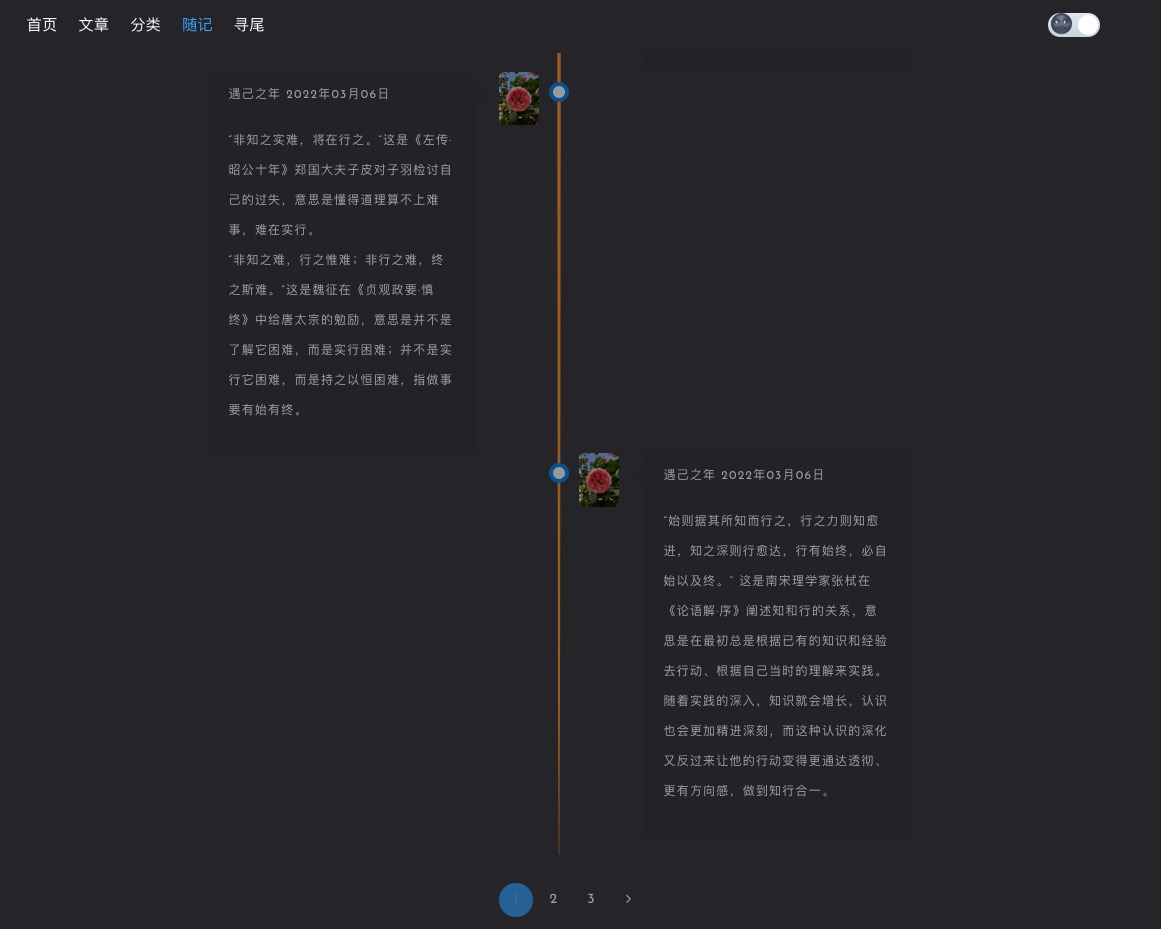 首页 文章 分类 随记 寻尾
遇己之年 2022年03月06日
“非知之实难，将在行之。”这是《左传·
昭公十年》郑国大夫子皮对子羽检讨自
己的过失，意思是懂得道理算不上难
事，难在实行。
“非知之难，行之惟难；非行之难，终
之斯难。”这是魏征在《贞观政要·慎
终》中给唐太宗的勉励，意思是并不是
了解它困难，而是实行困难；并不是实
行它困难，而是持之以恒困难，指做事
要有始有终。
遇己之年 2022年03月06日
“始则据其所知而行之，行之力则知愈
进，知之深则行愈达，行有始终，必自
始以及终。” 这是南宋理学家张栻在
《论语解·序》阐述知和行的关系，意
思是在最初总是根据已有的知识和经验
去行动、根据自己当时的理解来实践。
随着实践的深入，知识就会增长，认识
也会更加精进深刻，而这种认识的深化
又反过来让他的行动变得更通达透彻、
更有方向感，做到知行合一。
1 2 3